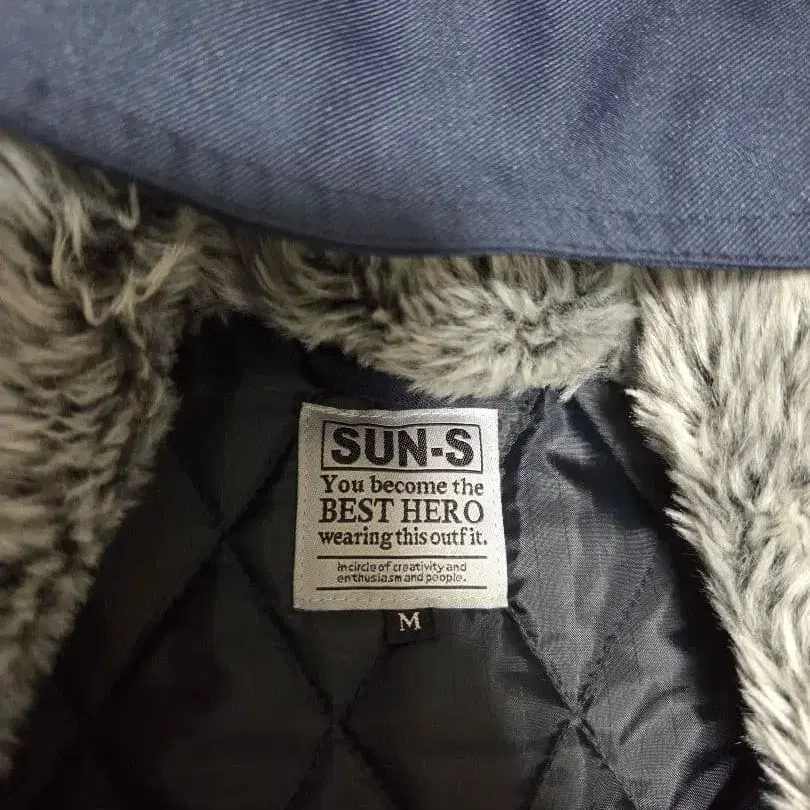 SUN-S
You become the
BEST HERO
wearing this outfit.
In circle of creativity and
enthusiasm and people.
M